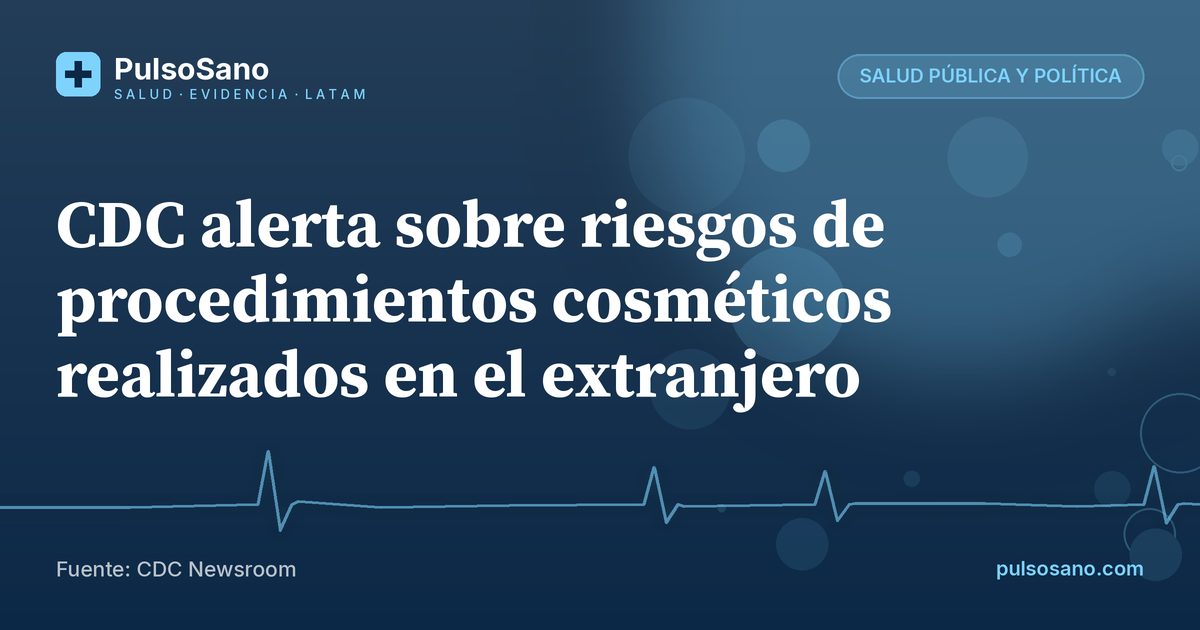 PulsoSano
SALUD · EVIDENCIA · LATAM
SALUD PÚBLICA Y POLÍTICA
CDC alerta sobre riesgos de
procedimientos cosméticos
realizados en el extranjero
Fuente: CDC Newsroom
pulsosano.com